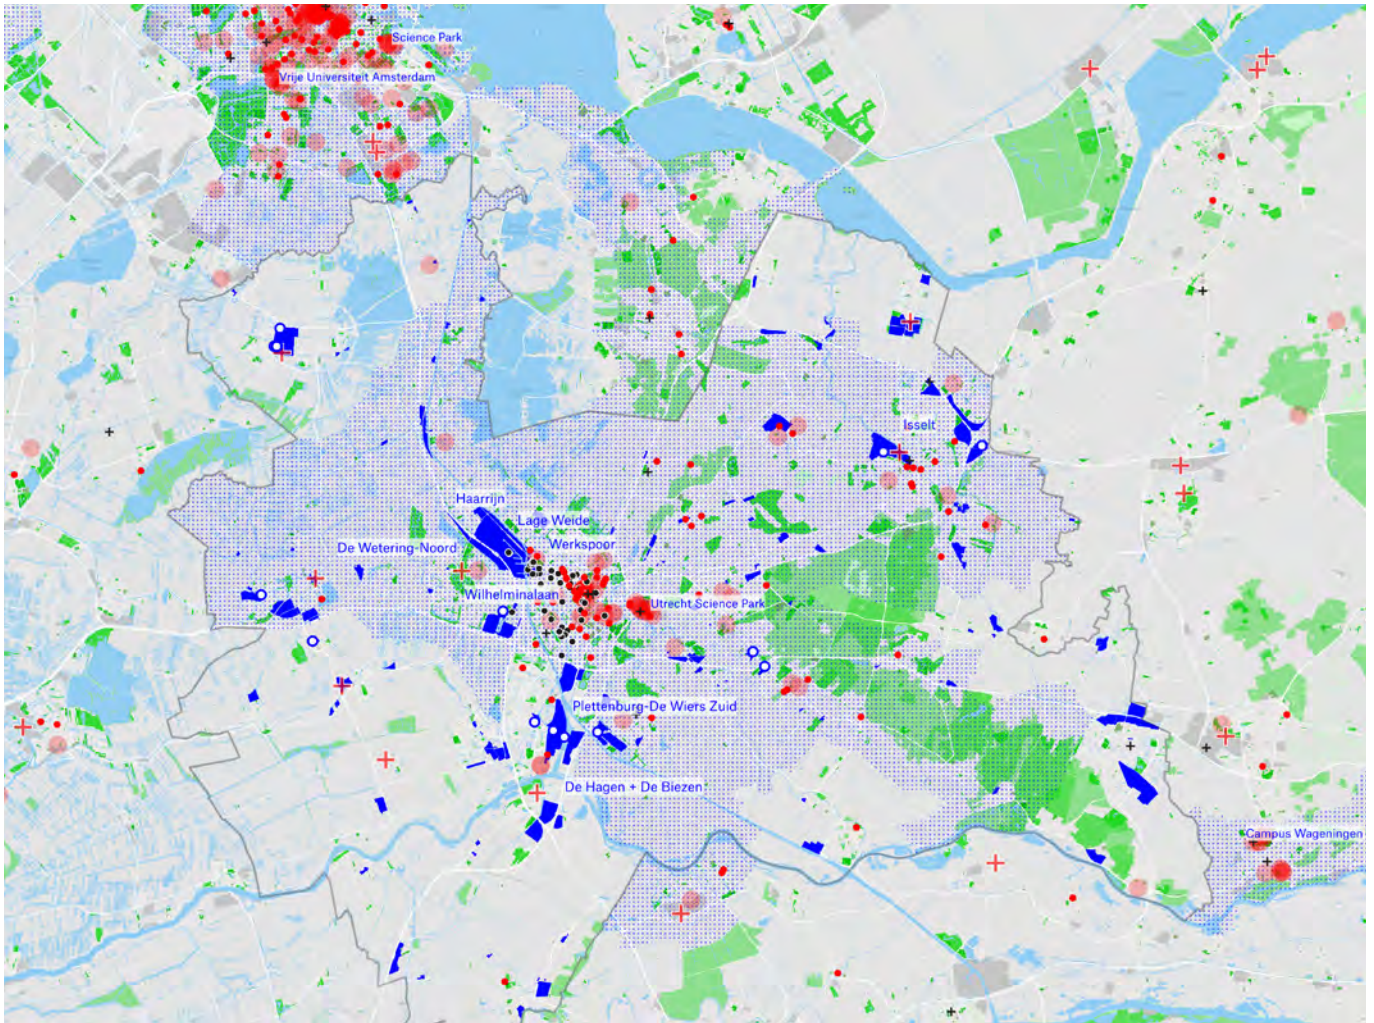 Science Park
Vrije Universiteit Amsterdam
Isselt
Haarrijn
Lage Weide
Werkspoor
De Wetering-Noord
Wilhelminalaan
Utrecht Science Park
Plettenburg-De Wiers Zuid
De Hagen + De Biezen
Campus Wageningen